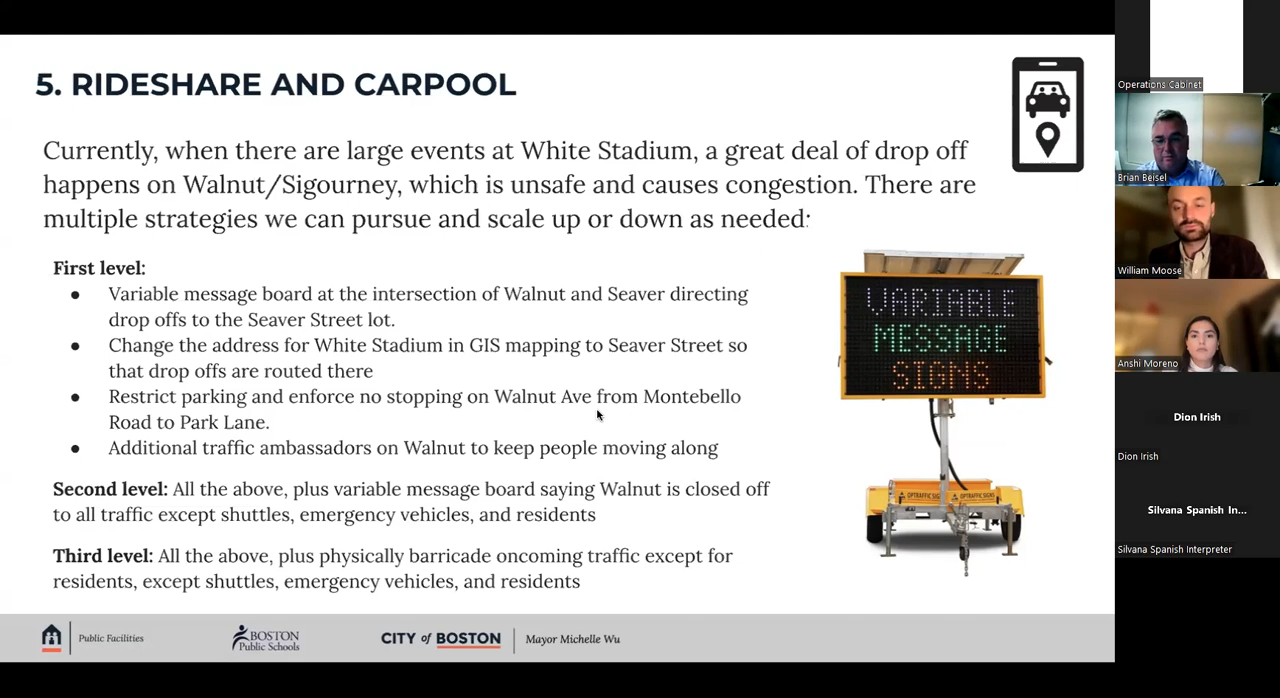 5. RIDESHARE AND CARPOOL
Currently, when there are large events at White Stadium, a great deal of drop off
happens on Walnut/Sigourney, which is unsafe and causes congestion. There are
multiple strategies we can pursue and scale up or down as needed:
First level:
● Variable message board at the intersection of Walnut and Seaver directing
drop offs to the Seaver Street lot.
● Change the address for White Stadium in GIS mapping to Seaver Street so
that drop offs are routed there
● Restrict parking and enforce no stopping on Walnut Ave from Montebello
Road to Park Lane.
● Additional traffic ambassadors on Walnut to keep people moving along
Second level: All the above, plus variable message board saying Walnut is closed off
to all traffic except shuttles, emergency vehicles, and residents
Third level: All the above, plus physically barricade oncoming traffic except for
residents, except shuttles, emergency vehicles, and residents
VARIABLE
MESSAGE
SIGNS
OPTRAFFIC SIGNS
OPTRAFFIC SIGNS
Public Facilities
BOSTON
Public Schools
CITY of BOSTON
Mayor Michelle Wu
Operations Cabinet
Brian Beisel
William Moose
Anshi Moreno
Dion Irish
Dion Irish
Silvana Spanish In...
Silvana Spanish Interpreter